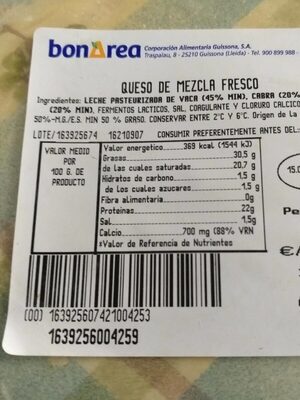 bonÀrea
Corporación Alimentaria Guissona, S.A.
Traspalau, 8 - 25210 Guissona (Lleida) - Tel. 900 899 988
QUESO DE MEZCLA FRESCO
Ingredientes: LECHE PASTEURIZADA DE VACA (45% MIN), CABRA (20%
(20% MIN), FERMENTOS LACTICOS, SAL, COAGULANTE Y CLORURO CALCICO
50%-M.G./E.S. MIN 50 % GRASO. CONSERVAR ENTRE 2°C Y 6°C. Origen de la
LOTE/ 163925674 16210907 CONSUMIR PREFERENTEMENTE ANTES DEL:
VALOR MEDIO
POR
100 G. DE
PRODUCTO
Valor energetico.... 369 kcal (1544 kJ)
Grasas 30,5 g
de las cuales saturadas 20,7 g
Hidratos de carbono 1,5 g
de los cuales azucares 1,5 g
Fibra alimentaria 0g
Proteinas 22g
Sal 1,5g
Calcio 700 mg (88% VRN
*Valor de Referencia de Nutrientes
15.0
Pe
€/
(00) 163925607421004253
1639256004259